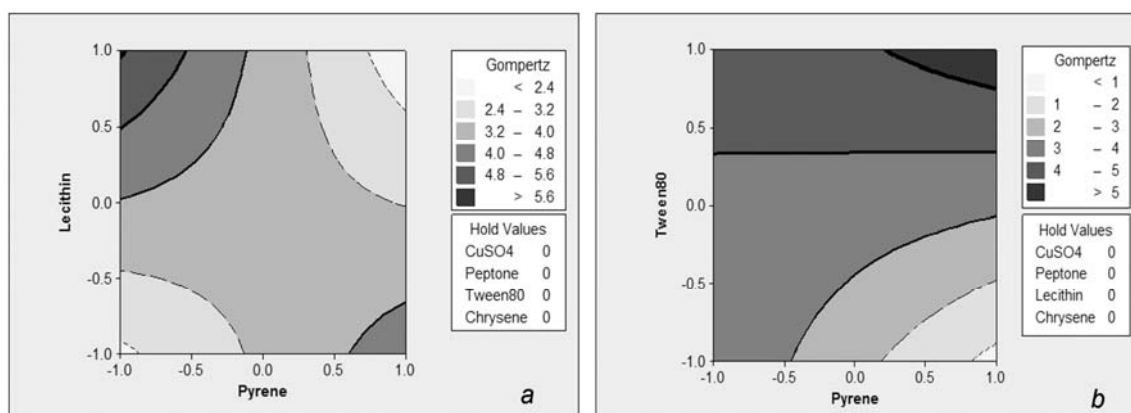 1.0
0.5
0.0
-0.5
-1.0
Lecithin
-1.0 -0.5 0.0 0.5 1.0
Pyrene
Gompertz
< 2.4
2.4 – 3.2
3.2 – 4.0
4.0 – 4.8
4.8 – 5.6
> 5.6
Hold Values
CuSO4 0
Peptone 0
Tween80 0
Chrysene 0
a
1.0
0.5
0.0
-0.5
-1.0
Tween80
-1.0 -0.5 0.0 0.5 1.0
Pyrene
Gompertz
< 1
1 – 2
2 – 3
3 – 4
4 – 5
> 5
Hold Values
CuSO4 0
Peptone 0
Lecithin 0
Chrysene 0
b